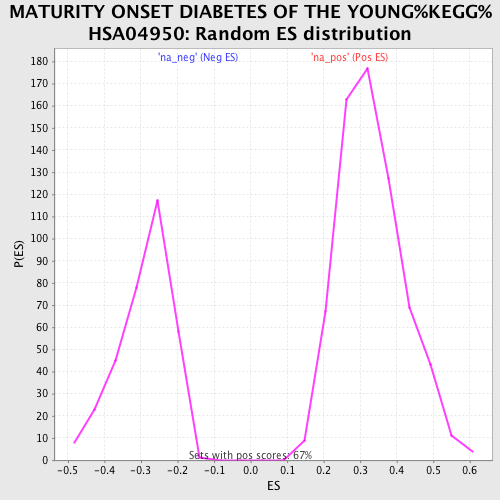 MATURITY ONSET DIABETES OF THE YOUNG%KEGG%
HSA04950: Random ES distribution
'na_neg' (Neg ES) 'na_pos' (Pos ES)
180
170
160
150
140
130
120
110
100
90
80
70
60
50
40
30
20
10
0
P(ES)
Sets with pos scores: 67%
-0.5 -0.4 -0.3 -0.2 -0.1 0.0 0.1 0.2 0.3 0.4 0.5 0.6
ES